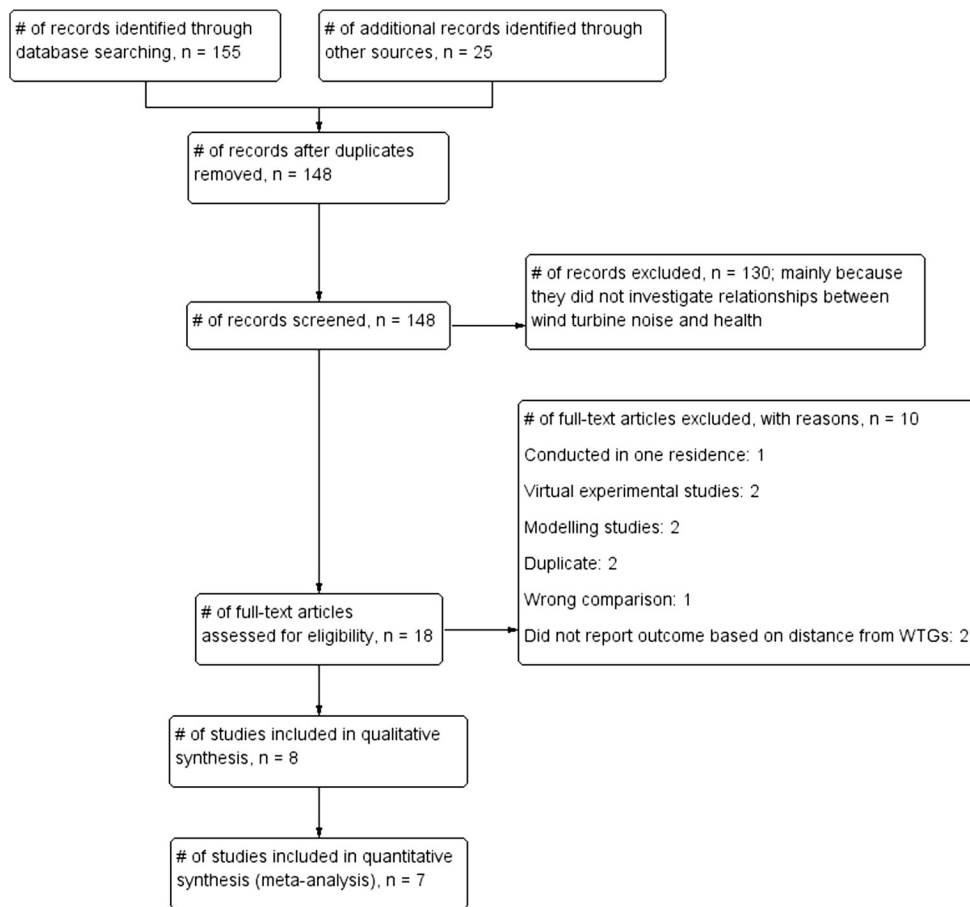 # of records identified through
database searching, n = 155
# of additional records identified through
other sources, n = 25
# of records after duplicates
removed, n = 148
# of records screened, n = 148
# of records excluded, n = 130; mainly because
they did not investigate relationships between
wind turbine noise and health
# of full-text articles
assessed for eligibility, n = 18
# of full-text articles excluded, with reasons, n = 10
Conducted in one residence: 1
Virtual experimental studies: 2
Modelling studies: 2
Duplicate: 2
Wrong comparison: 1
Did not report outcome based on distance from WTGs: 2
# of studies included in qualitative
synthesis, n = 8
# of studies included in quantitative
synthesis (meta-analysis), n = 7